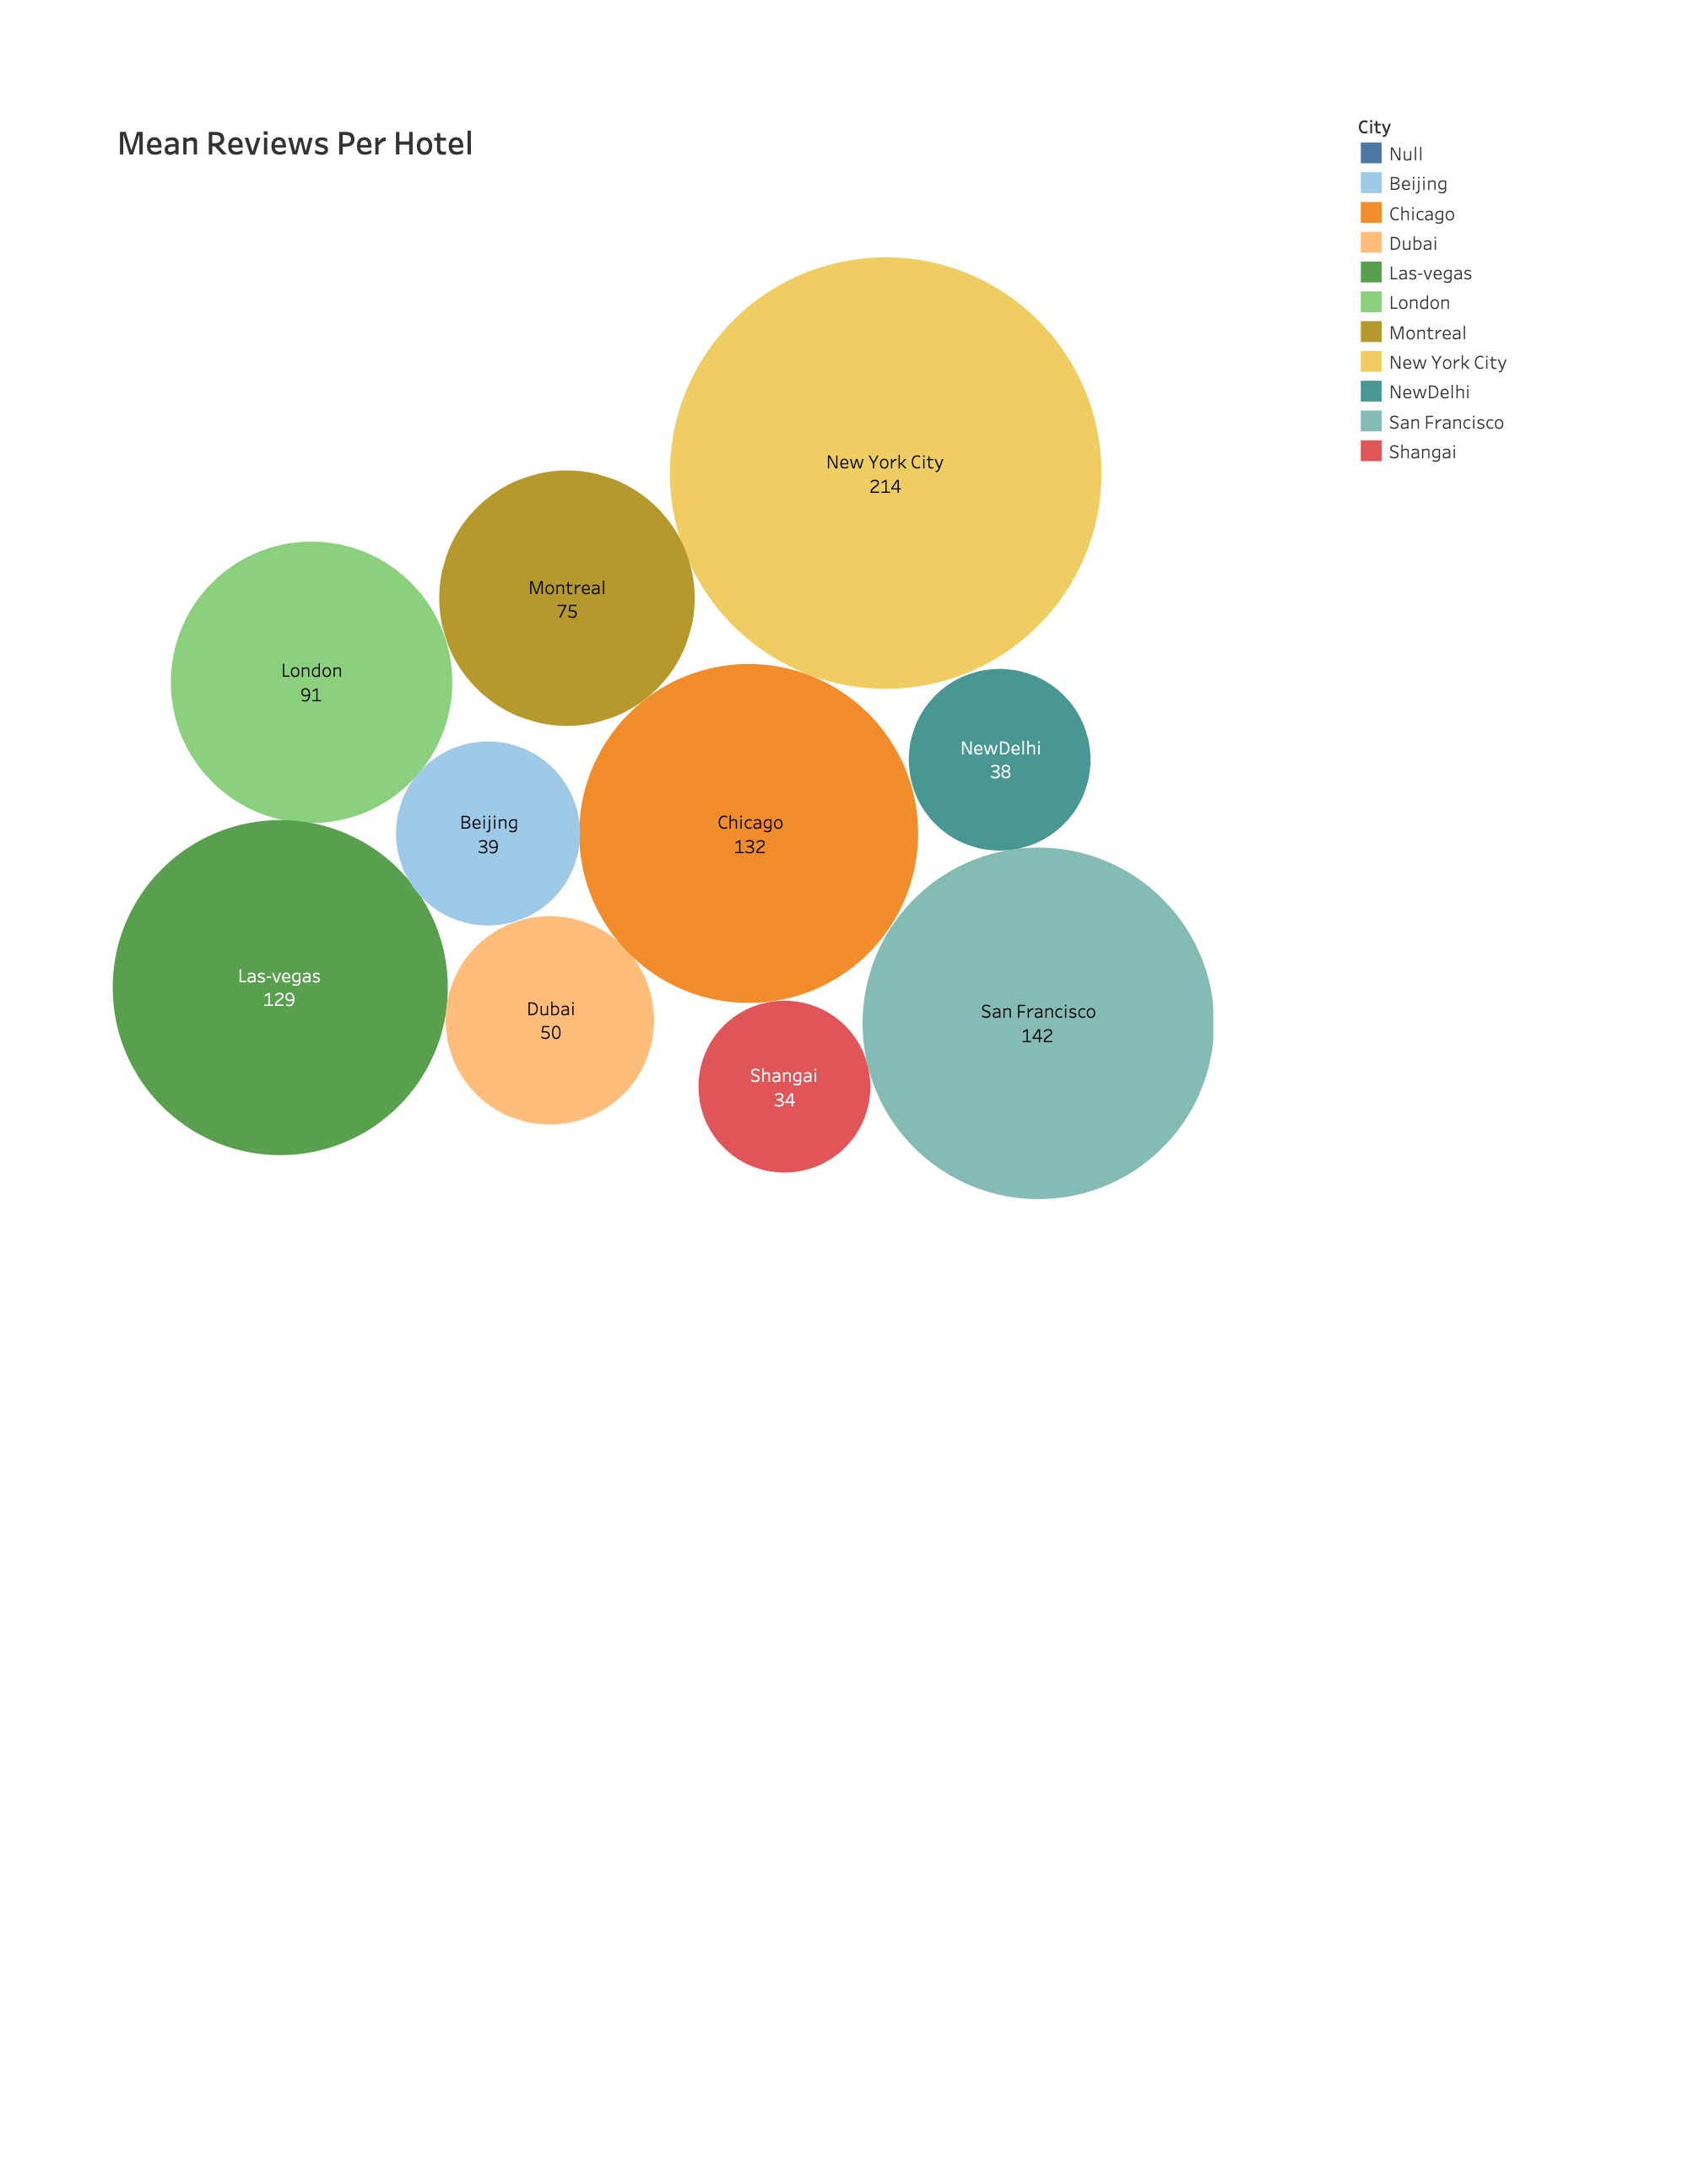 Mean Reviews Per Hotel
City
Null
Beijing
Chicago
Dubai
Las-vegas
London
Montreal
New York City
NewDelhi
San Francisco
Shangai
New York City
214
Montreal
75
London
91
NewDelhi
38
Beijing
39
Chicago
132
Las-vegas
129
Dubai
50
San Francisco
142
Shangai
34